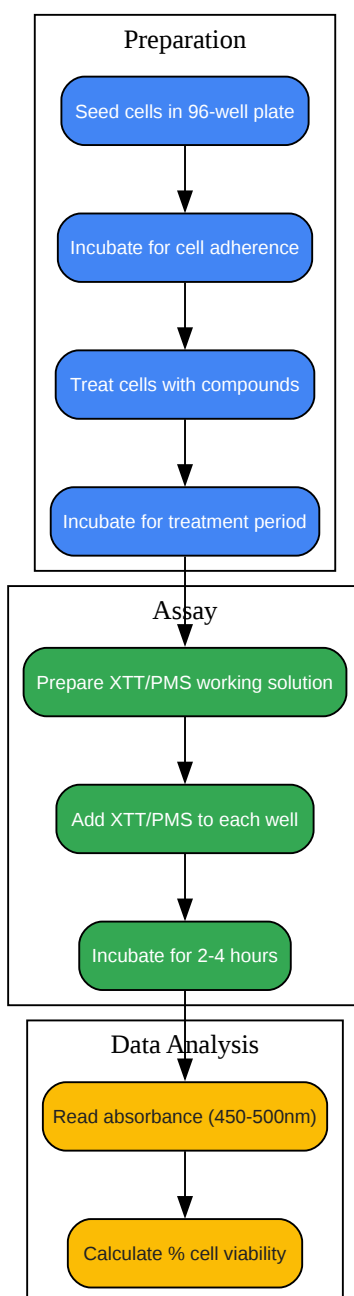 Preparation
Seed cells in 96-well plate
Incubate for cell adherence
Treat cells with compounds
Incubate for treatment period
Assay
Prepare XTT/PMS working solution
Add XTT/PMS to each well
Incubate for 2-4 hours
Data Analysis
Read absorbance (450-500nm)
Calculate % cell viability